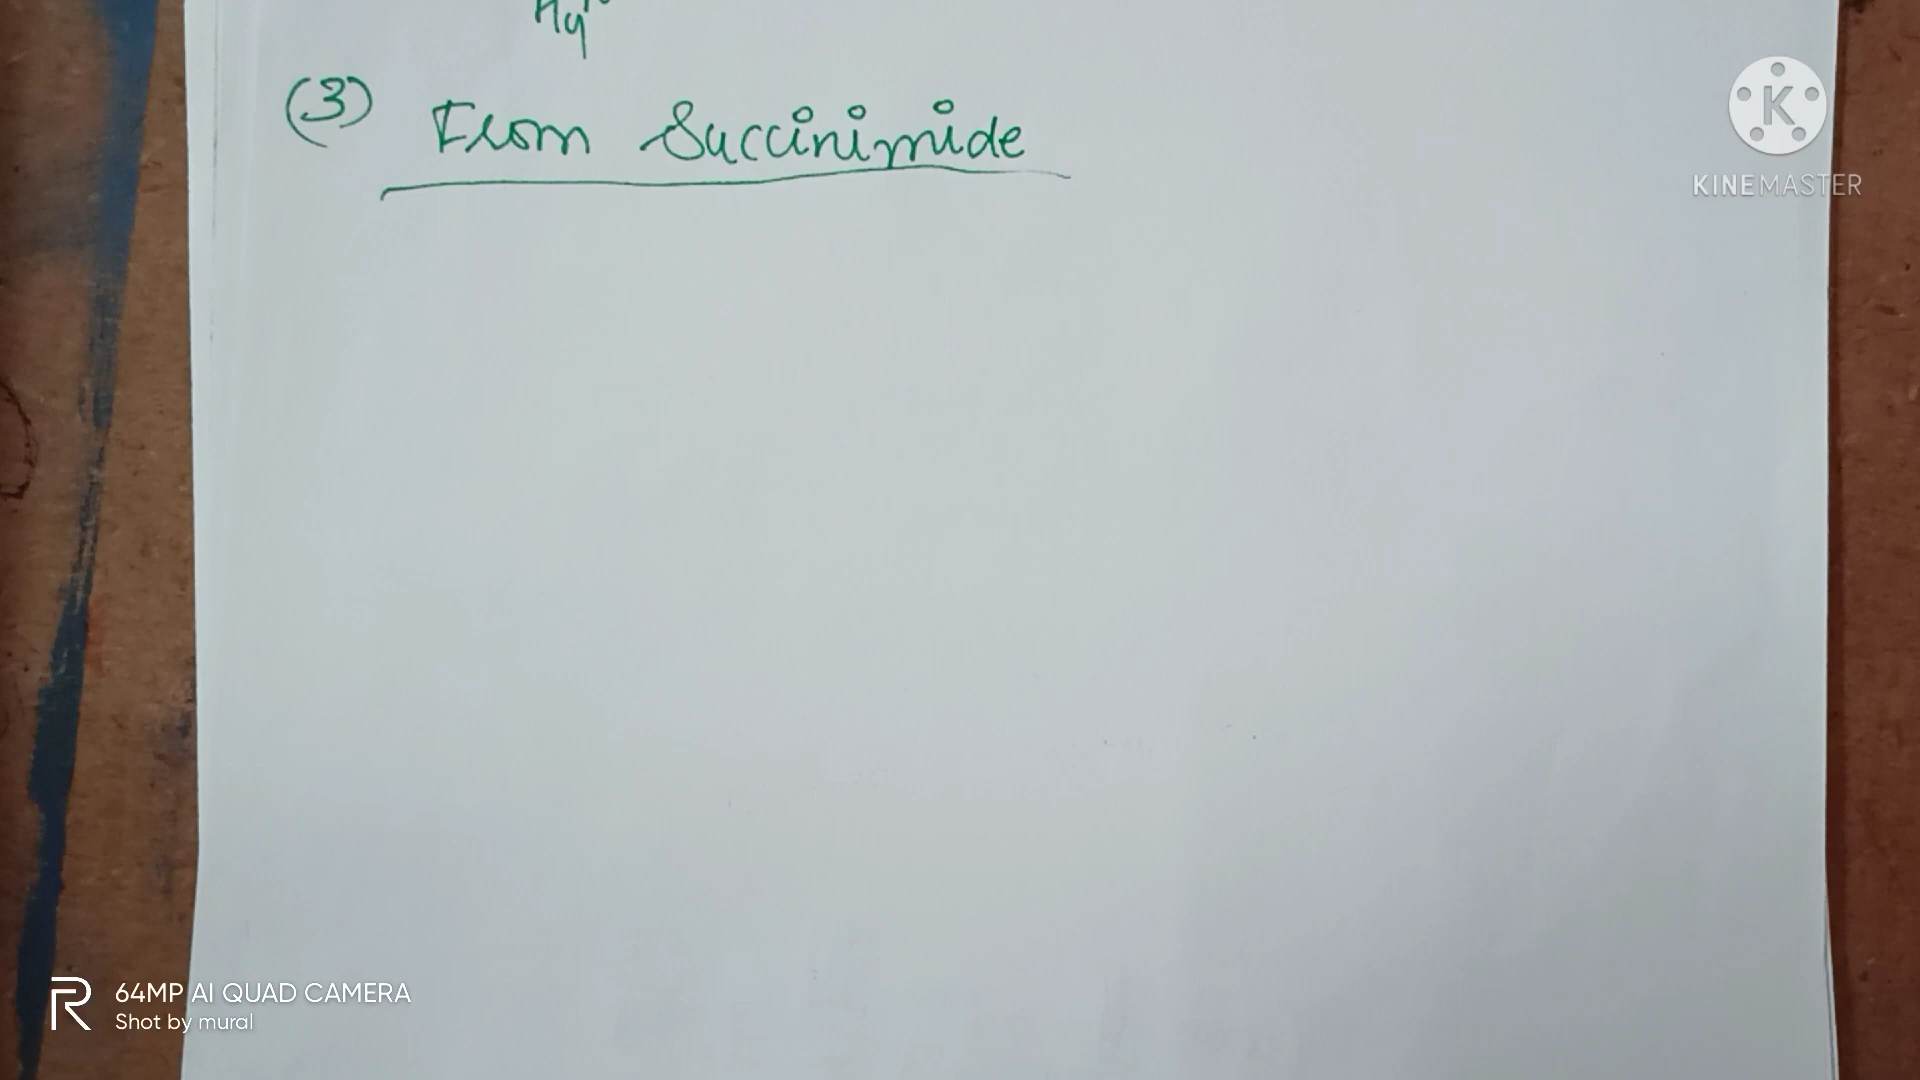 (3) From Succinimide
KINEMASTER
64MP AI QUAD CAMERA
Shot by mural